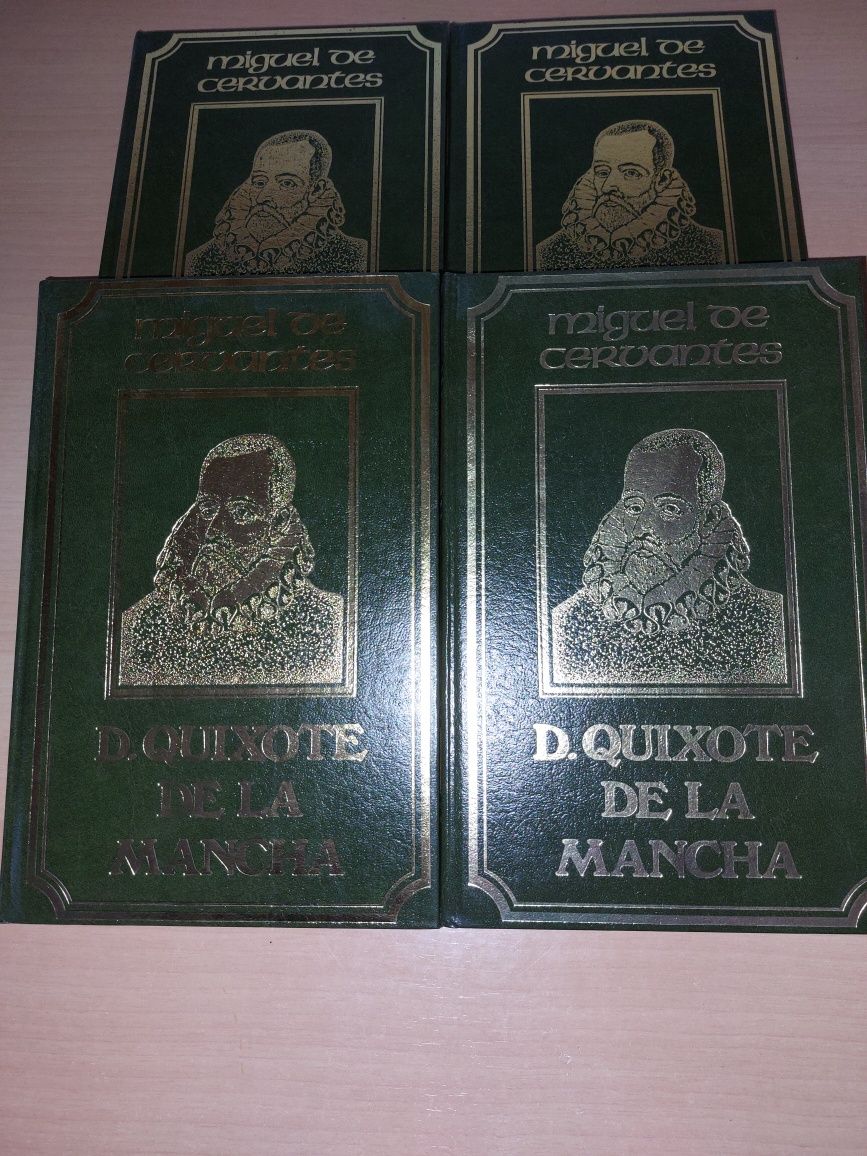 miguel de
cervantes
miguel de
cervantes
miguel de
cervantes
D. QUIXOTE
DE LA
MANCHA
miguel de
cervantes
D. QUIXOTE
DE LA
MANCHA